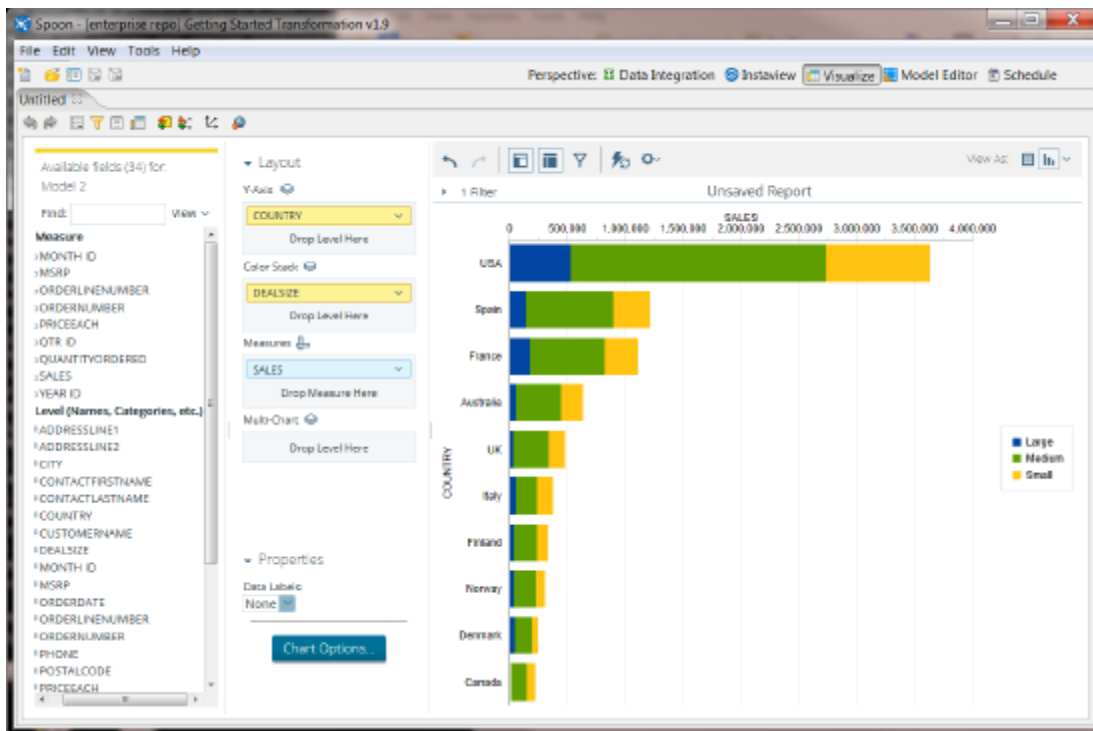 Spoon - [enterprise repo] Getting Started Transformation v1.9
File Edit View Tools Help
Perspective: Data Integration Instaview Visualize Model Editor Schedule
Untitled
Available fields (34) for:
Model 2
Find: View
Measure
MONTH ID
MSRP
ORDERLINENUMBER
ORDERNUMBER
PRICEEACH
QTR ID
QUANTITYORDERED
SALES
YEAR ID
Level (Names, Categories, etc.)
ADDRESSLINE1
ADDRESSLINE2
CITY
CONTACTFIRSTNAME
CONTACTLASTNAME
COUNTRY
CUSTOMERNAME
DEALSIZE
MONTH ID
MSRP
ORDERDATE
ORDERLINENUMBER
ORDERNUMBER
PHONE
POSTALCODE
PRICEEACH
Layout
Y-Axis
COUNTRY
Drop Level Here
Color Stack
DEALSIZE
Drop Level Here
Measures
SALES
Drop Measure Here
Multi-Chart
Drop Level Here
Properties
Data Labels:
None
Chart Options...
View As:
1 Filter
Unsaved Report
SALES
0 500,000 1,000,000 1,500,000 2,000,000 2,500,000 3,000,000 3,500,000 4,000,000
COUNTRY
USA
Spain
France
Australia
UK
Italy
Finland
Norway
Denmark
Canada
Large
Medium
Small